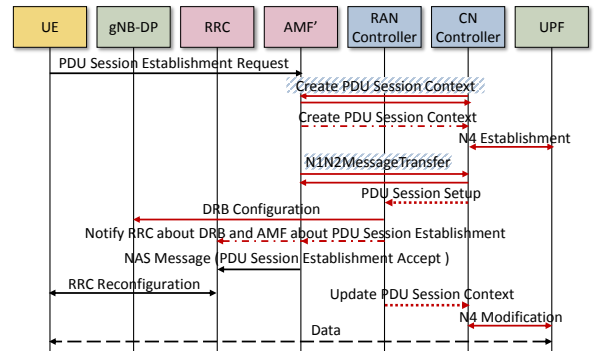 UE
gNB-DP
RRC
AMF'
RAN
Controller
CN
Controller
UPF
PDU Session Establishment Request
Create PDU Session Context
Create PDU Session Context
N4 Establishment
N1N2MessageTransfer
PDU Session Setup
DRB Configuration
Notify RRC about DRB and AMF about PDU Session Establishment
NAS Message (PDU Session Establishment Accept )
RRC Reconfiguration
Update PDU Session Context
N4 Modification
Data